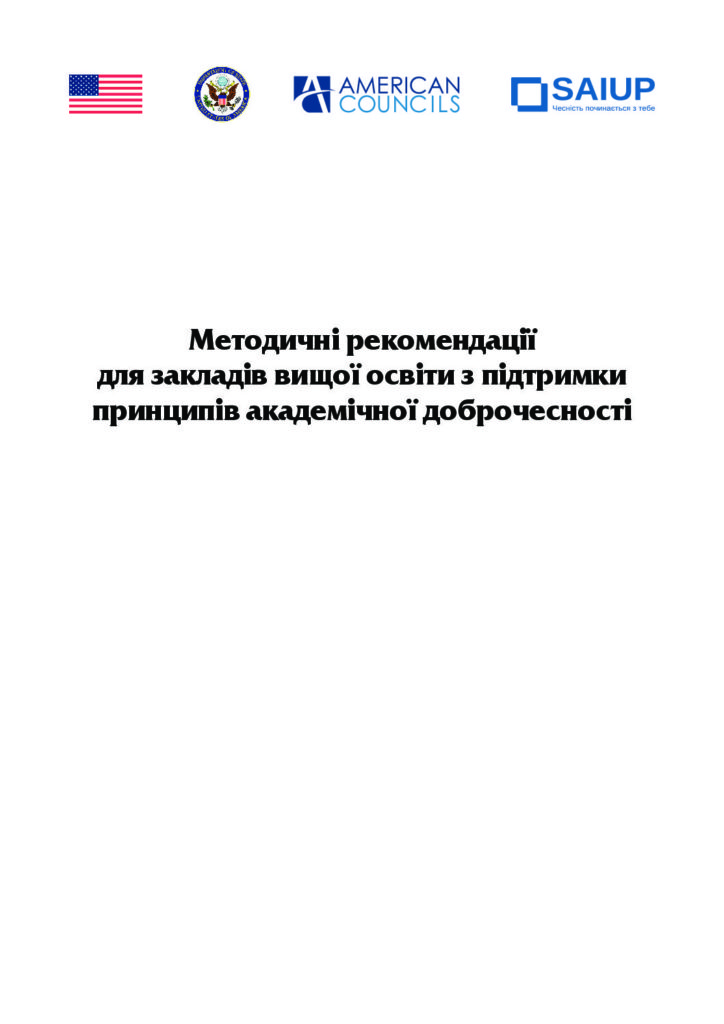 AMERICAN
COUNCILS
SAIUP
Чесність починається з тебе
Методичні рекомендації
для закладів вищої освіти з підтримки
принципів академічної доброчесності